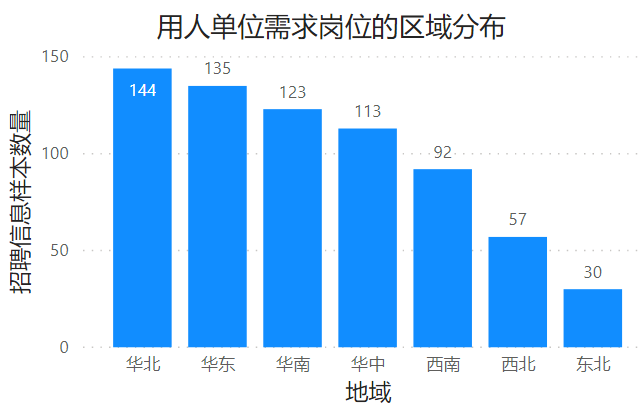 用人单位需求岗位的区域分布
招聘信息样本数量
150
100
50
0
144
135
123
113
92
57
30
华北
华东
华南
华中
西南
西北
东北
地域